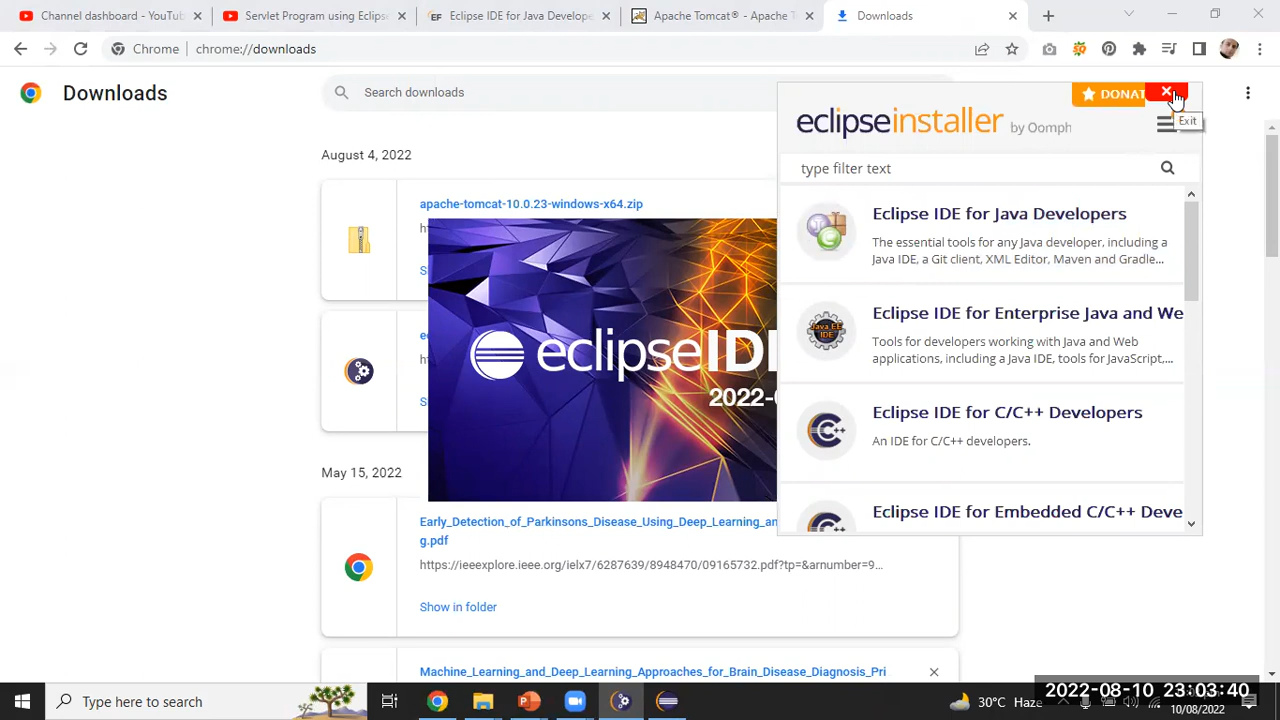 Channel dashboard - YouTu
Servlet Program using Eclips
Eclipse IDE for Java Develope
Apache Tomcat® - Apache T
Downloads
Chrome
chrome://downloads
Downloads
Search downloads
DONAT
Exit
eclipseinstaller by Oomph
type filter text
August 4, 2022
apache-tomcat-10.0.23-windows-x64.zip
Eclipse IDE for Java Developers
The essential tools for any Java developer, including a
Java IDE, a Git client, XML Editor, Maven and Gradle...
Eclipse IDE for Enterprise Java and We
Tools for developers working with Java and Web
applications, including a Java IDE, tools for JavaScript,...
eclipseIDE
2022-
Eclipse IDE for C/C++ Developers
An IDE for C/C++ developers.
Eclipse IDE for Embedded C/C++ Deve
May 15, 2022
Early_Detection_of_Parkinsons_Disease_Using_Deep_Learning_an
g.pdf
https://ieeexplore.ieee.org/ielx7/6287639/8948470/09165732.pdf?tp=&arnumber=9...
Show in folder
Machine_Learning_and_Deep_Learning_Approaches_for_Brain_Disease_Diagnosis_Pri
Type here to search
30°C Haze
2022-08-10 23:03:40
10/08/2022